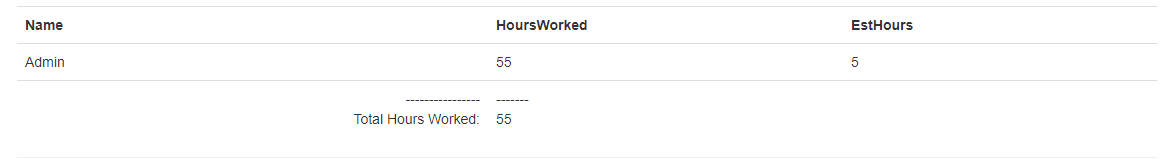 Name HoursWorked EstHours
Admin 55 5
---------------- -------
Total Hours Worked: 55